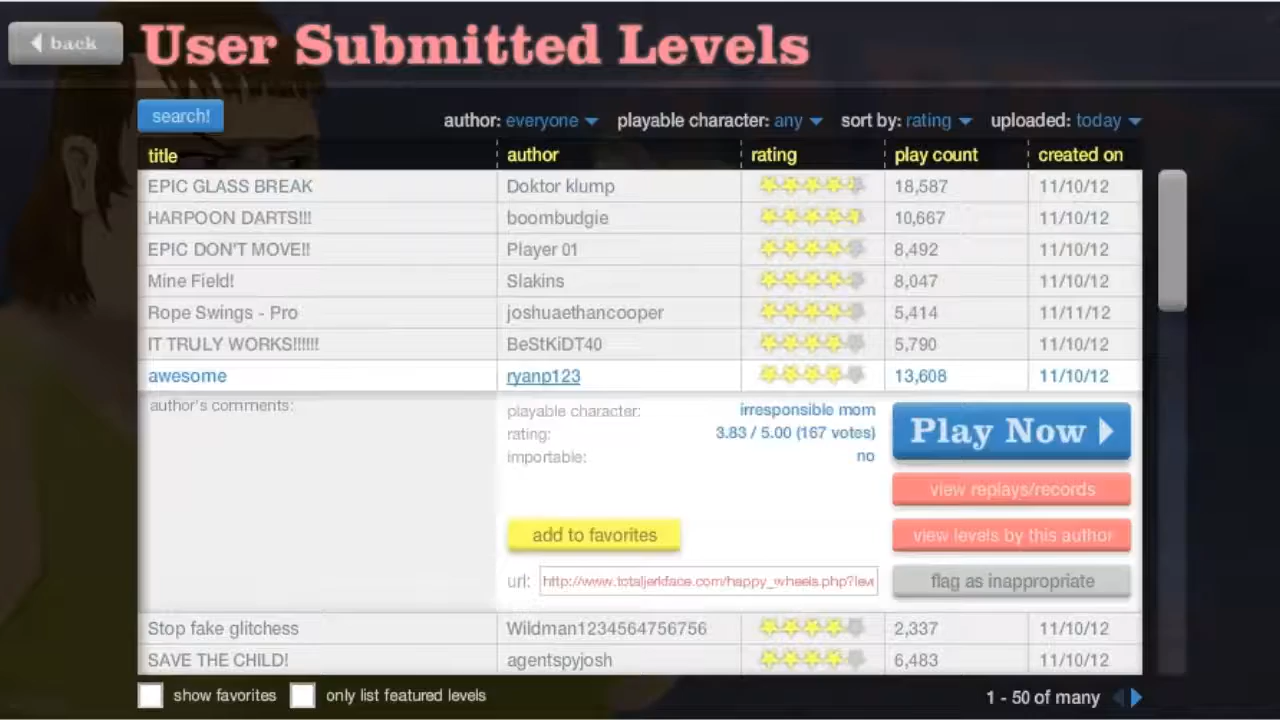 back
User Submitted Levels
search!
author: everyone playable character: any sort by: rating uploaded: today
title author rating play count created on
EPIC GLASS BREAK Doktor klump 18,587 11/10/12
HARPOON DARTS!!! boombudgie 10,667 11/10/12
EPIC DON'T MOVE!! Player 01 8,492 11/10/12
Mine Field! Slakins 8,047 11/10/12
Rope Swings - Pro joshuaethancooper 5,414 11/11/12
IT TRULY WORKS!!!!!! BeStKiDT40 5,790 11/10/12
awesome ryanp123 13,608 11/10/12
author's comments:
playable character: irresponsible mom
rating: 3.83 / 5.00 (167 votes)
importable: no
Play Now
view replays/records
add to favorites
view levels by this author
url: http://www.totaljerkface.com/happy_wheels.php?leve
flag as inappropriate
Stop fake glitchess Wildman1234564756756 2,337 11/10/12
SAVE THE CHILD! agentspyjosh 6,483 11/10/12
show favorites only list featured levels 1 - 50 of many